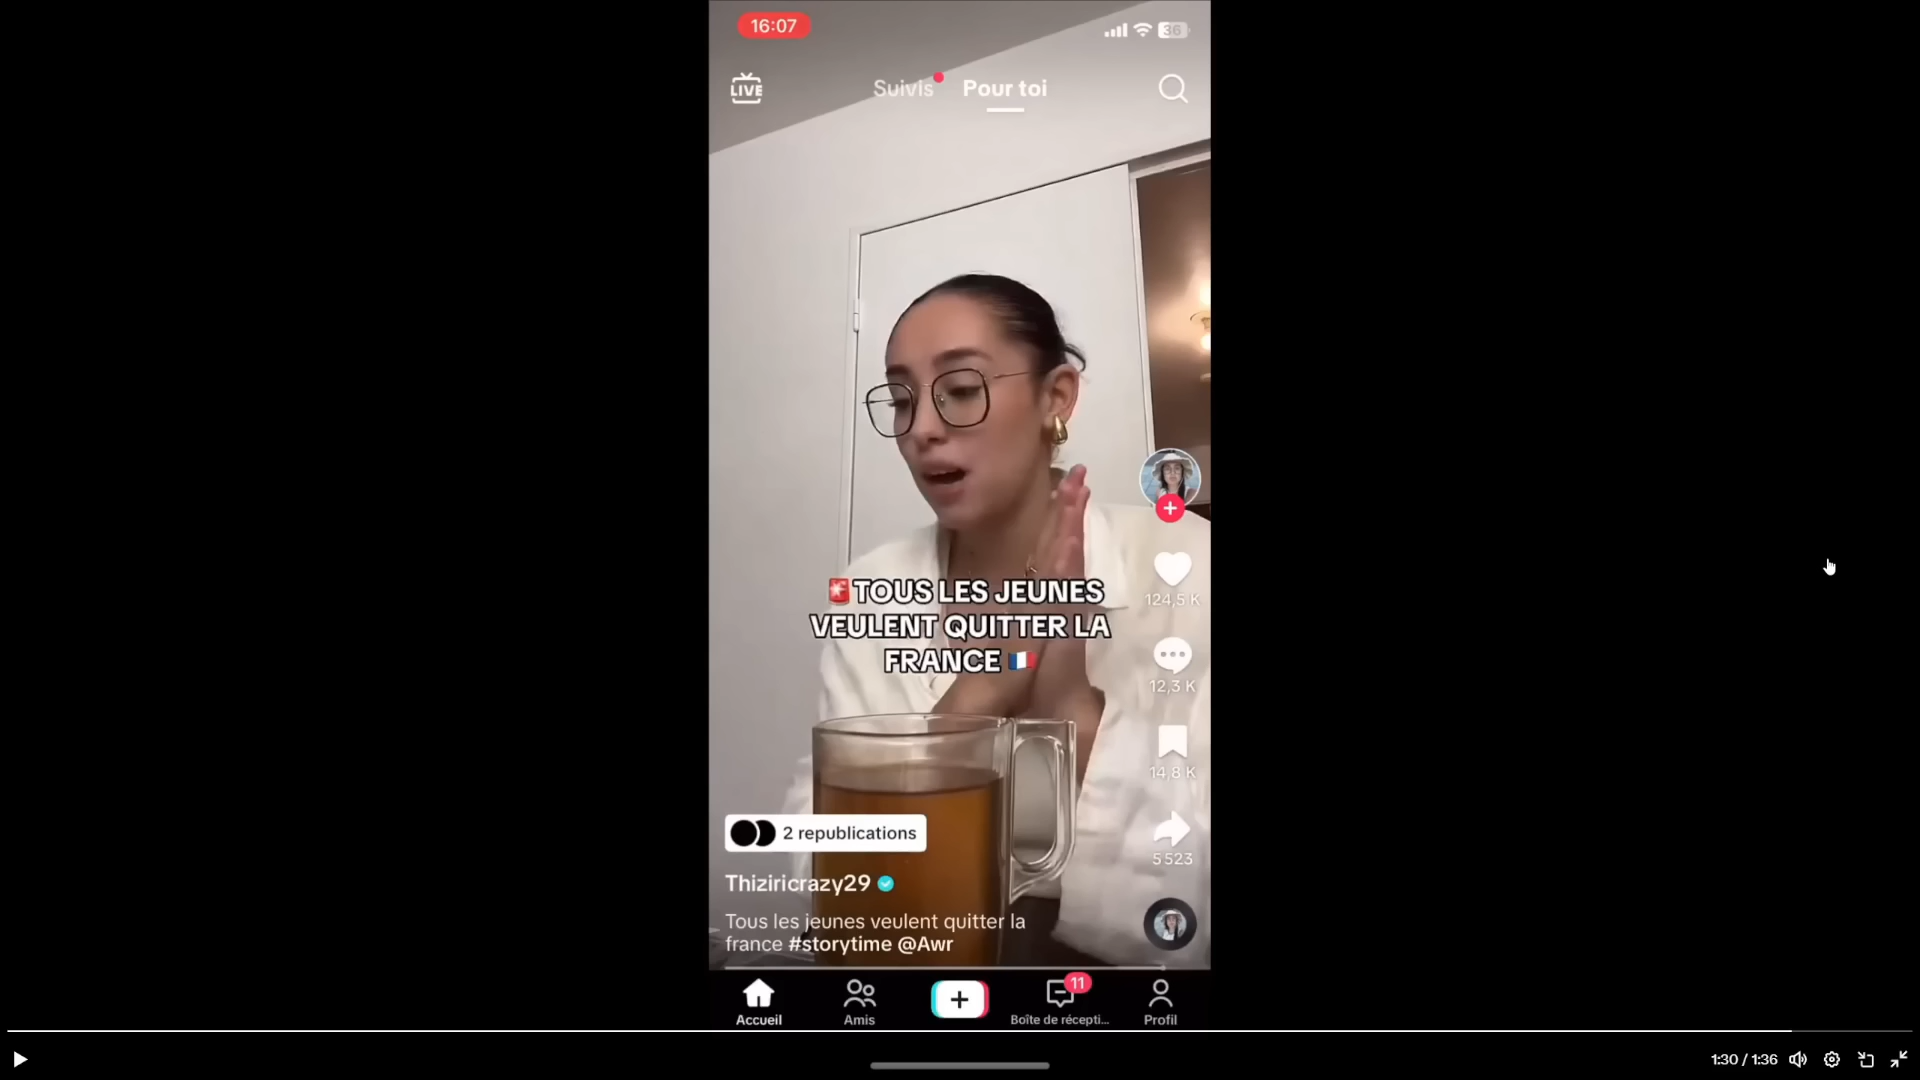 16:07
36
LIVE
Suivis
Pour toi
🚨TOUS LES JEUNES
VEULENT QUITTER LA
FRANCE 🇫🇷
124,5 K
12,3 K
14,8 K
5 523
2 republications
Thiziricrazy29
Tous les jeunes veulent quitter la
france #storytime @Awr
Accueil
Amis
11
Boîte de récepti...
Profil
1:30 / 1:36